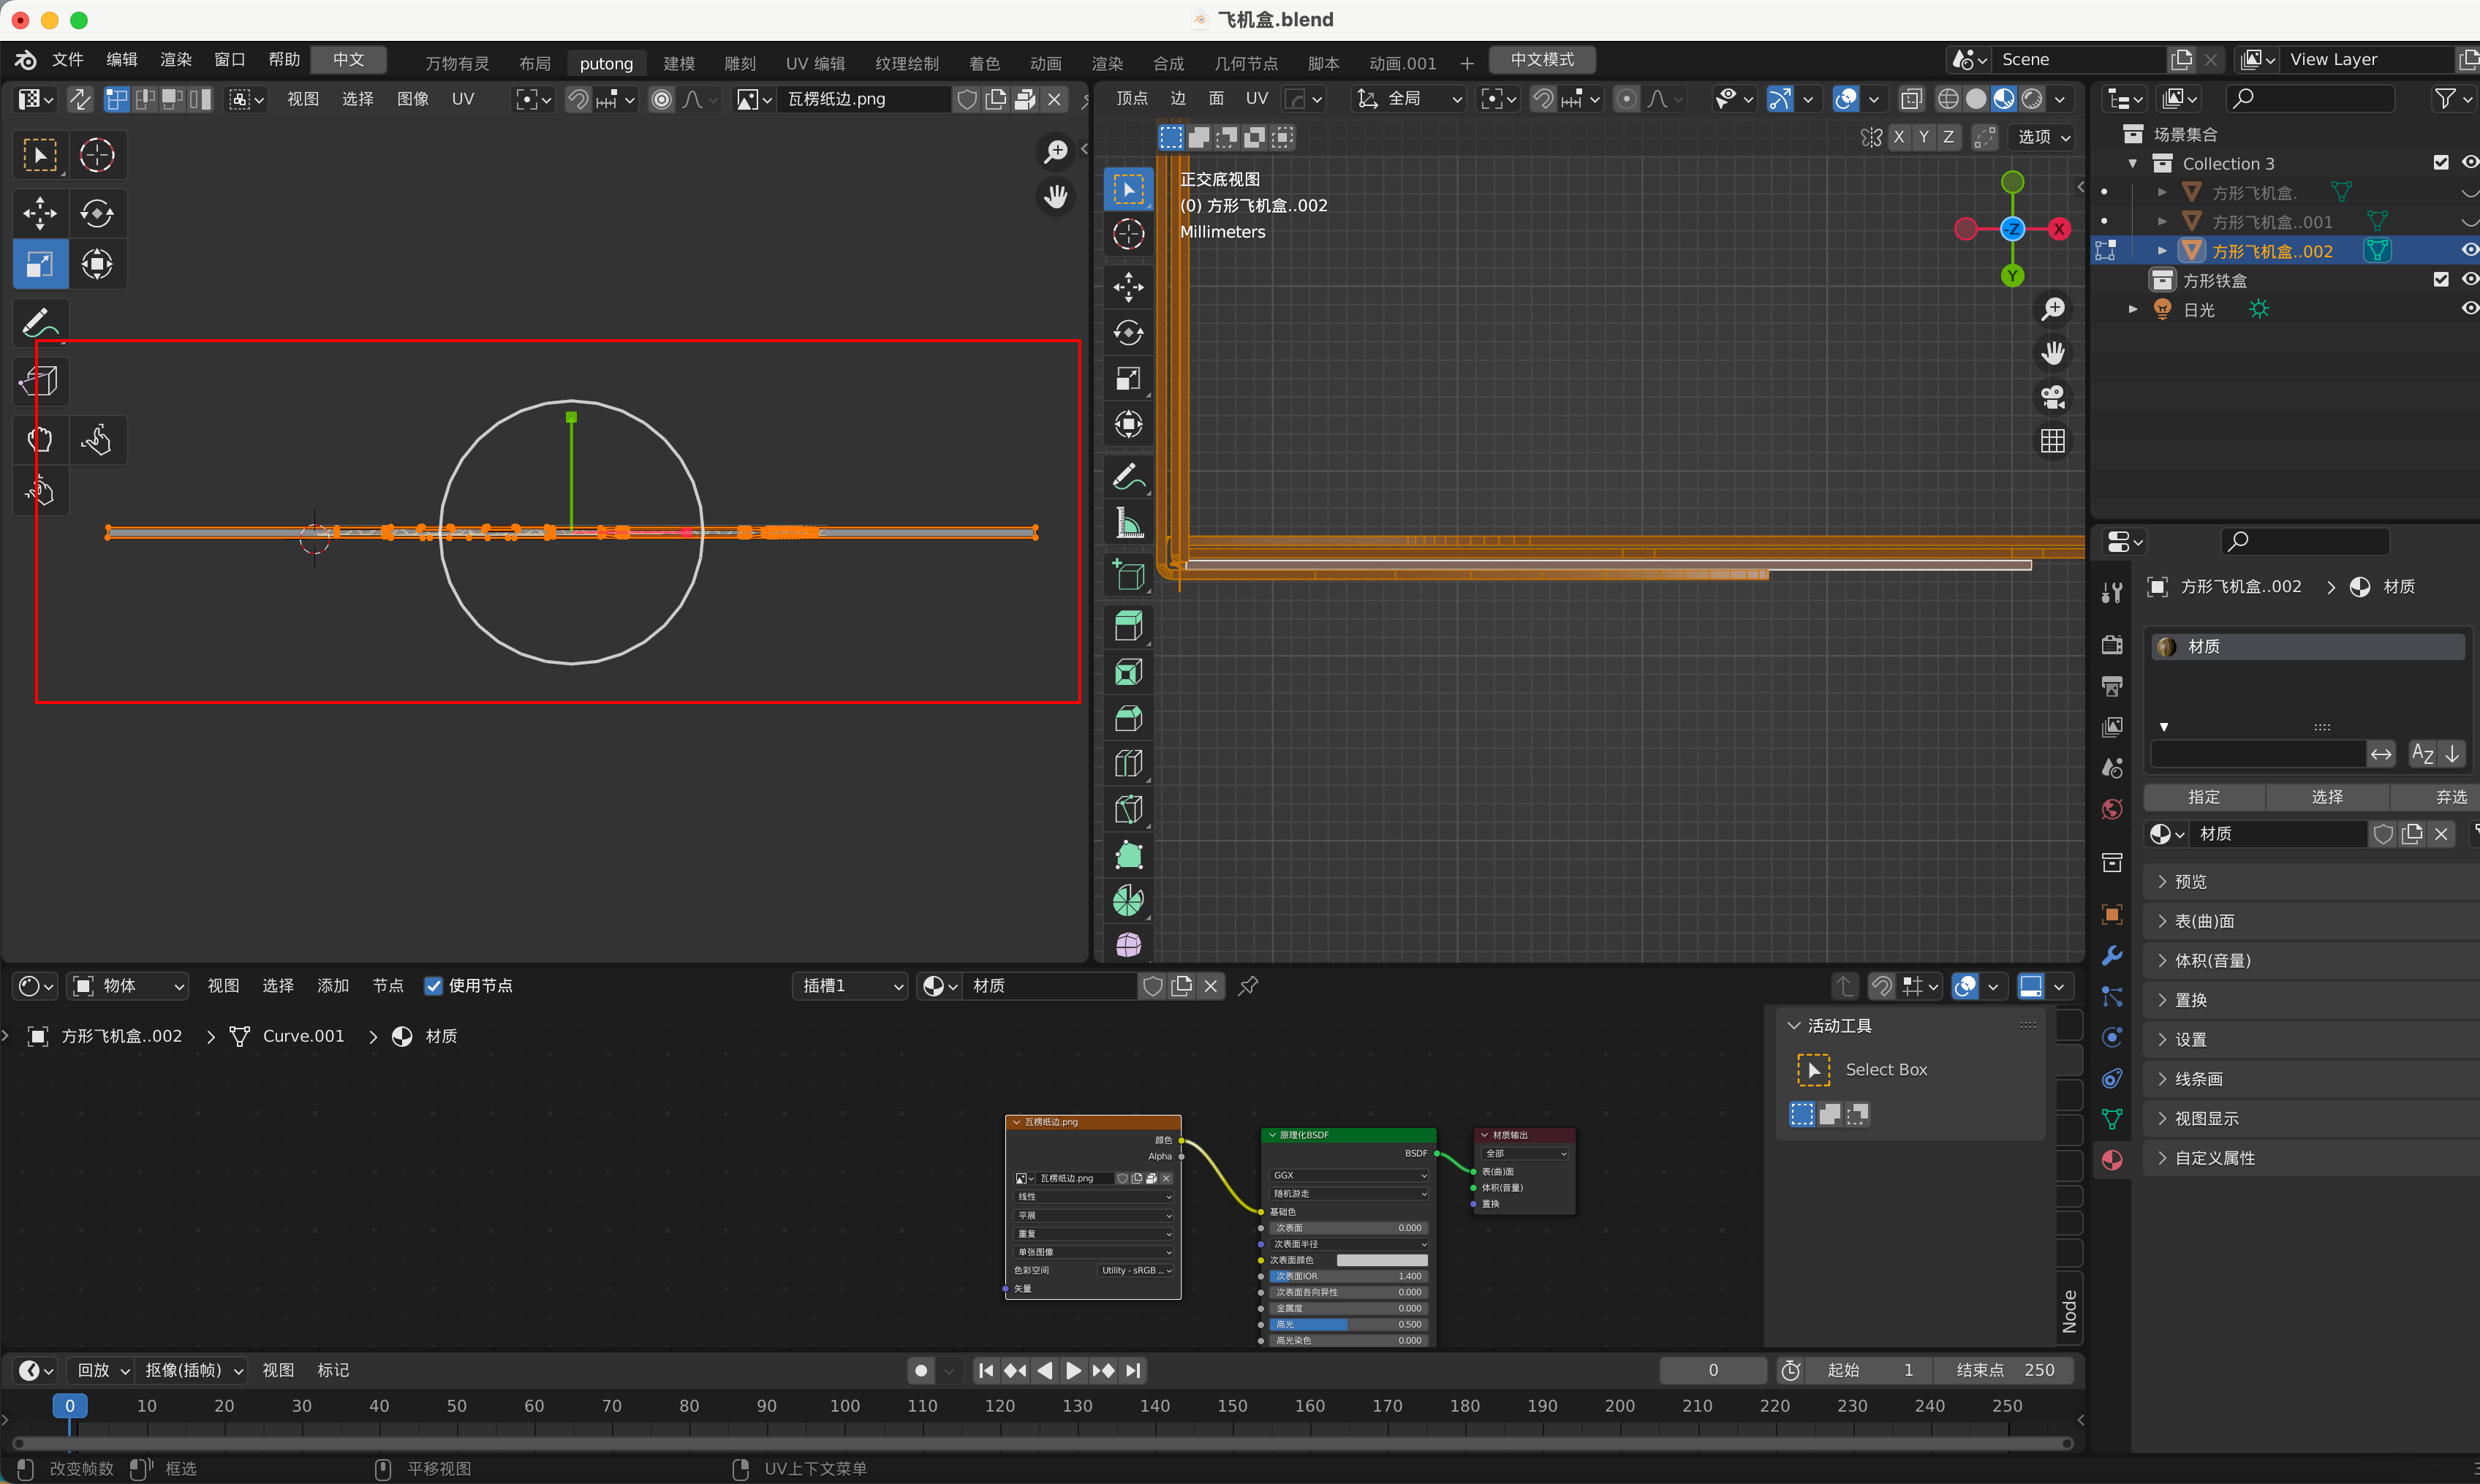 飞机盒.blend
文件 编辑 渲染 窗口 帮助 中文 万物有灵 布局 putong 建模 雕刻 UV 编辑 纹理绘制 着色 动画 渲染 合成 几何节点 脚本 动画.001 + 中文模式 Scene View Layer
视图 选择 图像 UV 瓦楞纸边.png
顶点 边 面 UV 全局
X Y Z 选项
正交底视图
(0) 方形飞机盒..002
Millimeters
-Z X
Y
场景集合
Collection 3
方形飞机盒.
方形飞机盒..001
方形飞机盒..002
方形铁盒
日光
方形飞机盒..002 > 材质
材质
AZ
指定 选择 弃选
材质
预览
表(曲)面
体积(音量)
置换
设置
线条画
视图显示
自定义属性
物体 视图 选择 添加 节点 使用节点 插槽1 材质
方形飞机盒..002 > Curve.001 > 材质
活动工具
Select Box
Node
瓦楞纸边.png
颜色
Alpha
瓦楞纸边.png
线性
平展
重复
单张图像
色彩空间 Utility - sRGB ...
矢量
原理化BSDF
BSDF
GGX
随机游走
基础色
次表面 0.000
次表面半径
次表面颜色
次表面IOR 1.400
次表面各向异性 0.000
金属度 0.000
高光 0.500
高光染色 0.000
材质输出
全部
表(曲)面
体积(音量)
置换
回放 抠像(插帧) 视图 标记 0 起始 1 结束点 250
0 10 20 30 40 50 60 70 80 90 100 110 120 130 140 150 160 170 180 190 200 210 220 230 240 250
改变帧数 框选 平移视图 UV上下文菜单